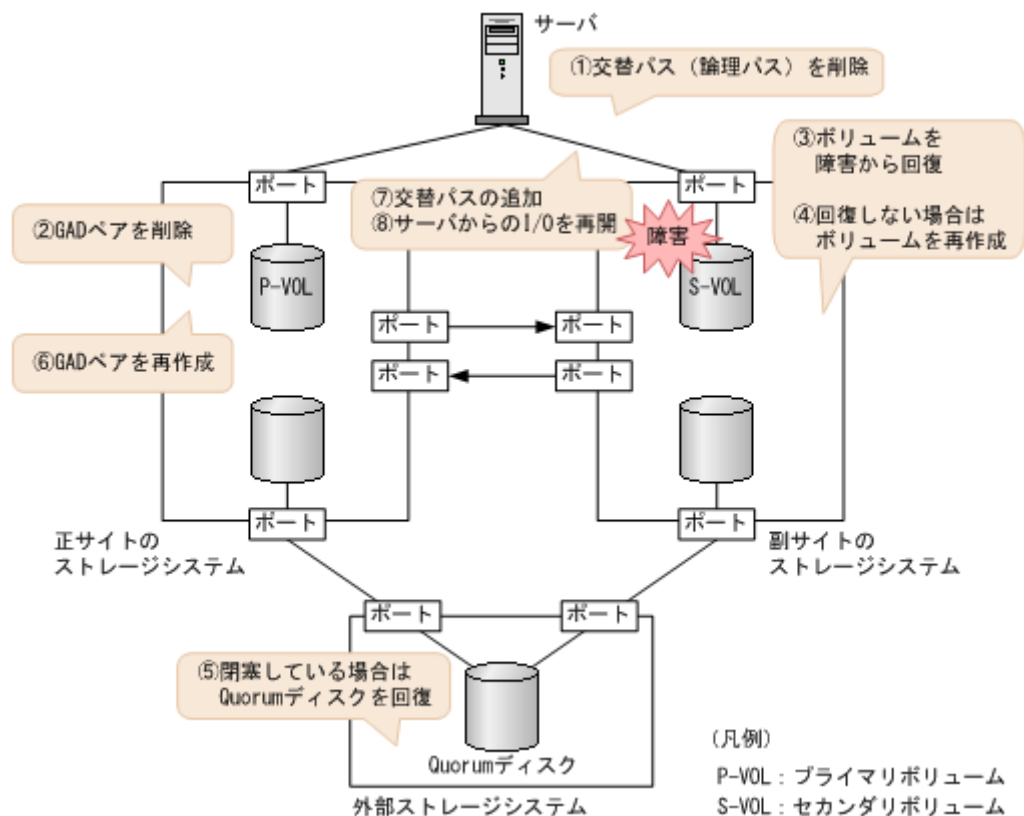 サーバ
①交替パス（論理パス）を削除
③ボリュームを
障害から回復
④回復しない場合は
ボリュームを再作成
ポート
ポート
⑦交替パスの追加
⑧サーバからのI/Oを再開
②GADペアを削除
障害
P-VOL
S-VOL
ポート
ポート
⑥GADペアを再作成
ポート
ポート
ポート
ポート
正サイトの
ストレージシステム
副サイトの
ストレージシステム
ポート
ポート
⑤閉塞している場合は
Quorumディスクを回復
Quorumディスク
外部ストレージシステム
(凡例)
P-VOL：プライマリボリューム
S-VOL：セカンダリボリューム